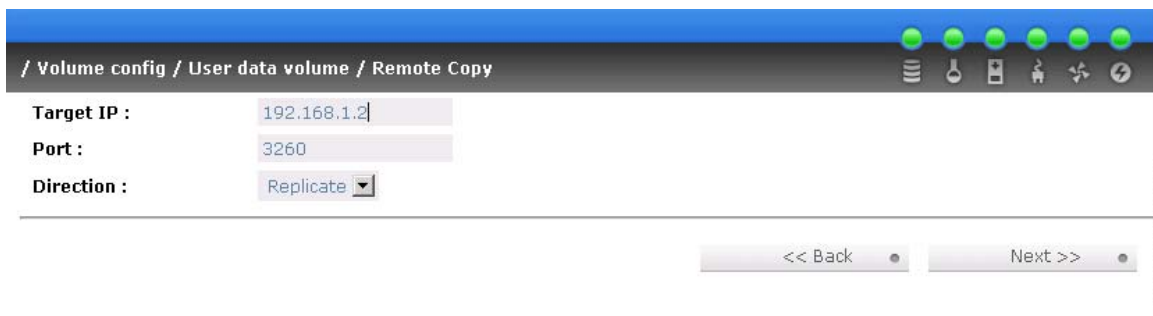 / Volume config / User data volume / Remote Copy
Target IP : 192.168.1.2
Port : 3260
Direction : Replicate
<< Back Next >>